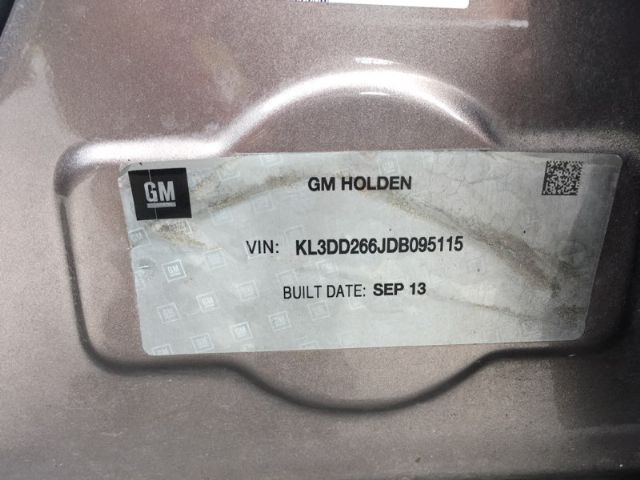 GM
GM HOLDEN
VIN: KL3DD266JDB095115
BUILT DATE: SEP 13